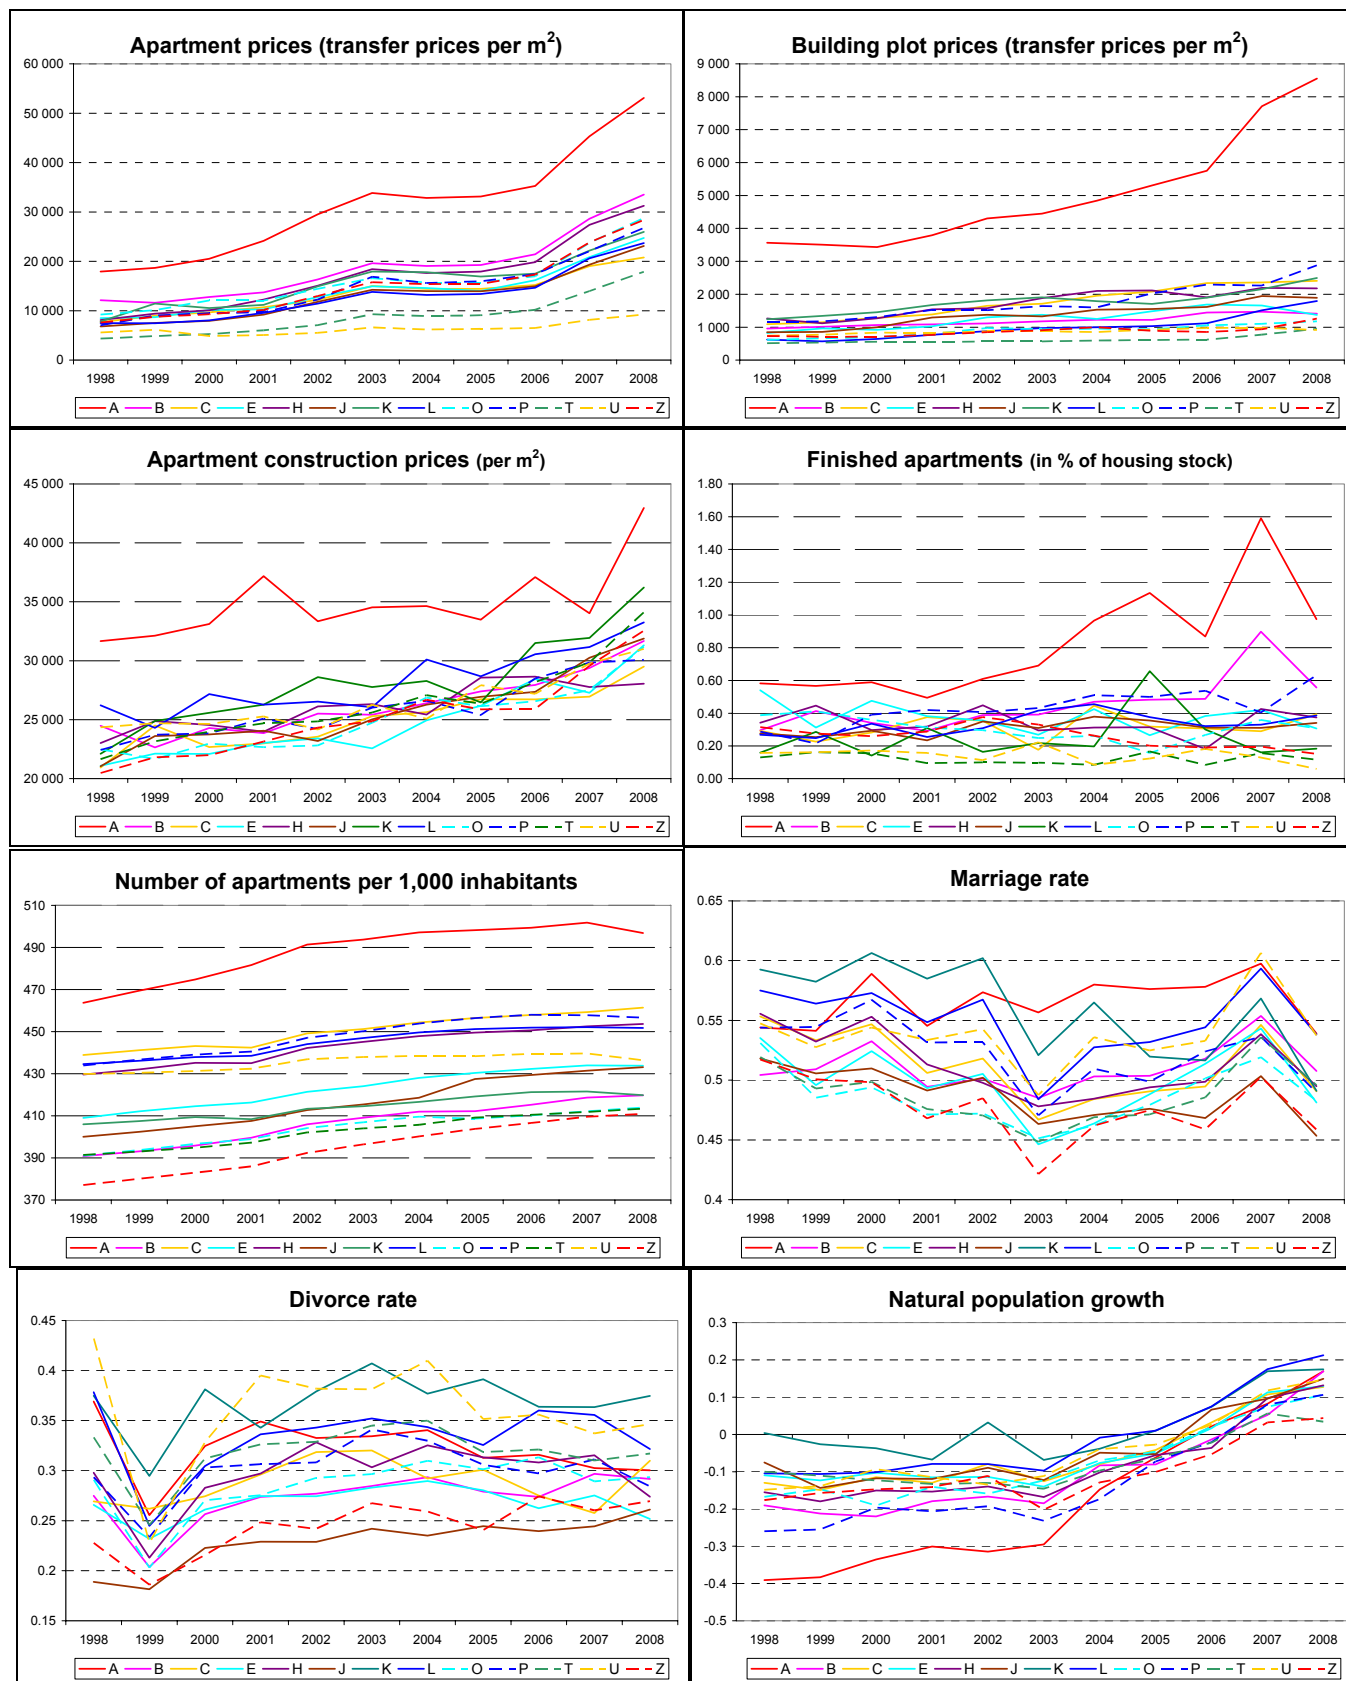 Apartment prices (transfer prices per m²)
60 000
50 000
40 000
30 000
20 000
10 000
0
1998 1999 2000 2001 2002 2003 2004 2005 2006 2007 2008
A B C E H J K L O P T U Z
Building plot prices (transfer prices per m²)
9 000
8 000
7 000
6 000
5 000
4 000
3 000
2 000
1 000
0
1998 1999 2000 2001 2002 2003 2004 2005 2006 2007 2008
A B C E H J K L O P T U Z
Apartment construction prices (per m²)
45 000
40 000
35 000
30 000
25 000
20 000
1998 1999 2000 2001 2002 2003 2004 2005 2006 2007 2008
A B C E H J K L O P T U Z
Finished apartments (in % of housing stock)
1.80
1.60
1.40
1.20
1.00
0.80
0.60
0.40
0.20
0.00
1998 1999 2000 2001 2002 2003 2004 2005 2006 2007 2008
A B C E H J K L O P T U Z
Number of apartments per 1,000 inhabitants
510
490
470
450
430
410
390
370
1998 1999 2000 2001 2002 2003 2004 2005 2006 2007 2008
A B C E H J K L O P T U Z
Marriage rate
0.65
0.6
0.55
0.5
0.45
0.4
1998 1999 2000 2001 2002 2003 2004 2005 2006 2007 2008
A B C E H J K L O P T U Z
Divorce rate
0.45
0.4
0.35
0.3
0.25
0.2
0.15
1998 1999 2000 2001 2002 2003 2004 2005 2006 2007 2008
A B C E H J K L O P T U Z
Natural population growth
0.3
0.2
0.1
0
-0.1
-0.2
-0.3
-0.4
-0.5
1998 1999 2000 2001 2002 2003 2004 2005 2006 2007 2008
A B C E H J K L O P T U Z